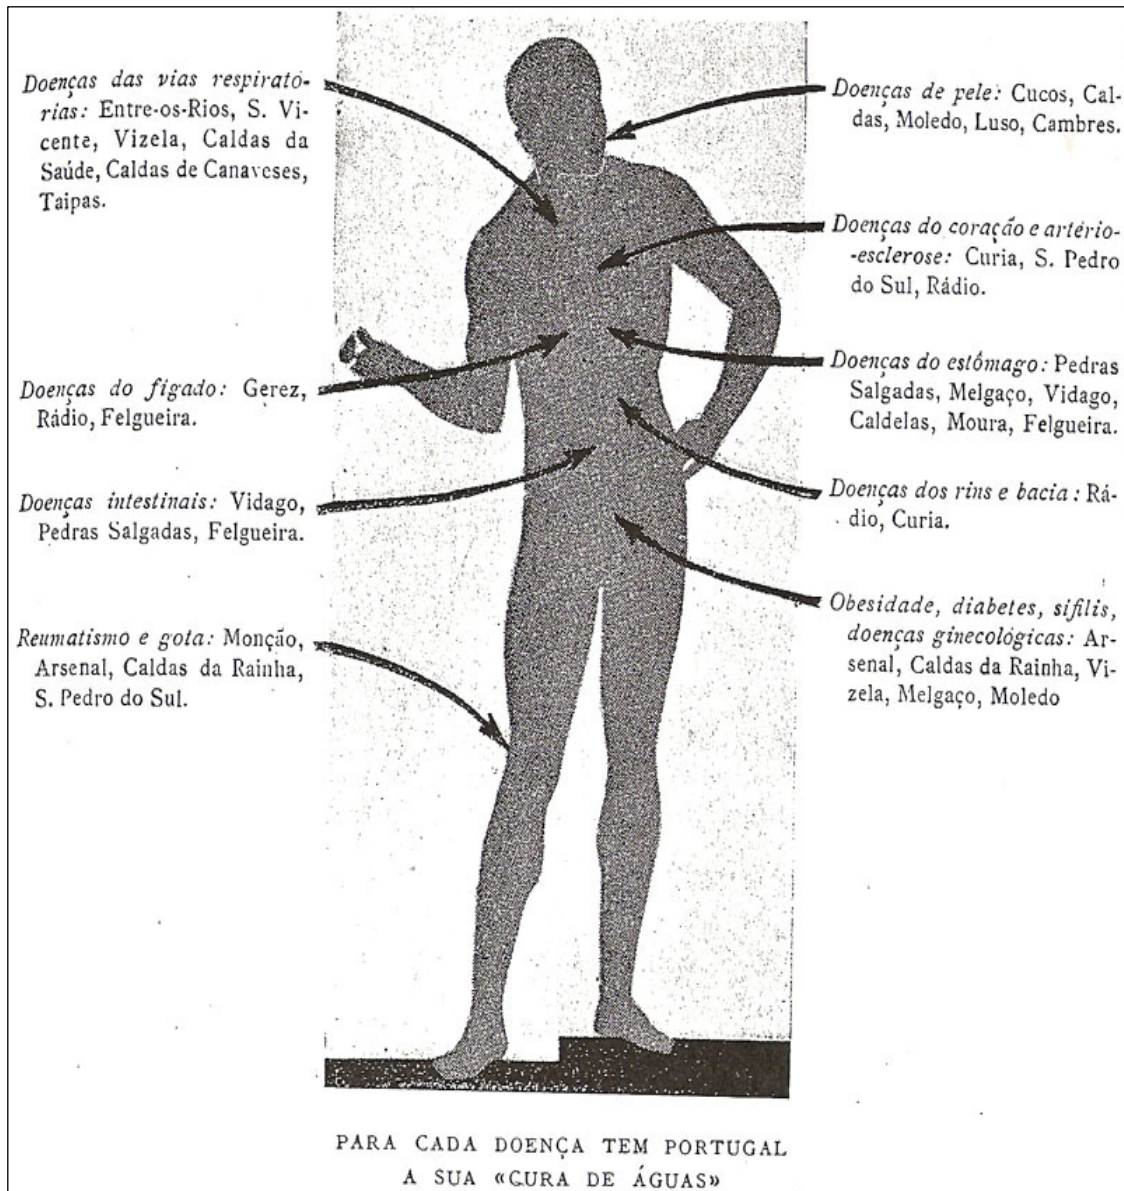 Doenças das vias respirató-
rias: Entre-os-Rios, S. Vi-
cente, Vizela, Caldas da
Saúde, Caldas de Canaveses,
Taipas.
Doenças do fígado: Gerez,
Rádio, Felgueira.
Doenças intestinais: Vidago,
Pedras Salgadas, Felgueira.
Reumatismo e gota: Monção,
Arsenal, Caldas da Rainha,
S. Pedro do Sul.
Doenças de pele: Cucos, Cal-
das, Moledo, Luso, Cambres.
Doenças do coração e artério-
-esclerose: Curia, S. Pedro
do Sul, Rádio.
Doenças do estômago: Pedras
Salgadas, Melgaço, Vidago,
Caldelas, Moura, Felgueira.
Doenças dos rins e bacia: Rá-
dio, Curia.
Obesidade, diabetes, sífilis,
doenças ginecológicas: Ar-
senal, Caldas da Rainha, Vi-
zela, Melgaço, Moledo
PARA CADA DOENÇA TEM PORTUGAL
A SUA «CURA DE ÁGUAS»